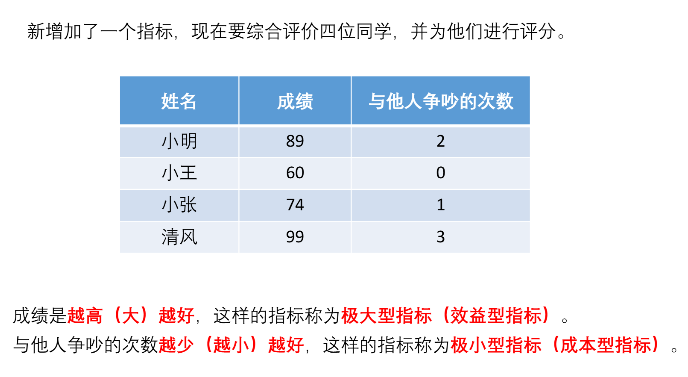 新增加了一个指标，现在要综合评价四位同学，并为他们进行评分。
姓名 成绩 与他人争吵的次数
小明 89 2
小王 60 0
小张 74 1
清风 99 3
成绩是越高（大）越好，这样的指标称为极大型指标（效益型指标）。
与他人争吵的次数越少（越小）越好，这样的指标称为极小型指标（成本型指标）。